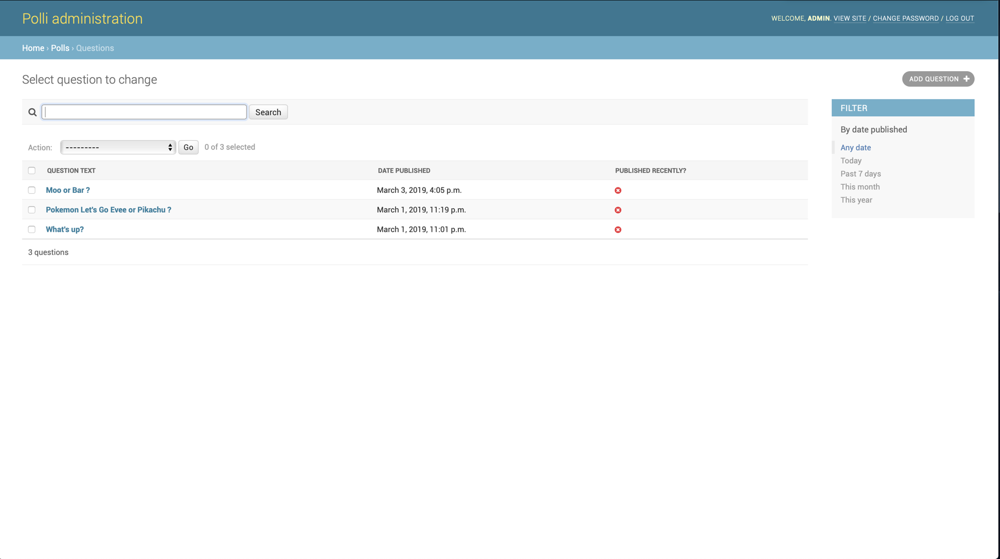 Polli administration
WELCOME, ADMIN. VIEW SITE / CHANGE PASSWORD / LOG OUT
Home › Polls › Questions
Select question to change
ADD QUESTION +
Search
Action: --------- Go 0 of 3 selected
QUESTION TEXT DATE PUBLISHED PUBLISHED RECENTLY?
Moo or Bar ? March 3, 2019, 4:05 p.m.
Pokemon Let's Go Evee or Pikachu ? March 1, 2019, 11:19 p.m.
What's up? March 1, 2019, 11:01 p.m.
3 questions
FILTER
By date published
Any date
Today
Past 7 days
This month
This year